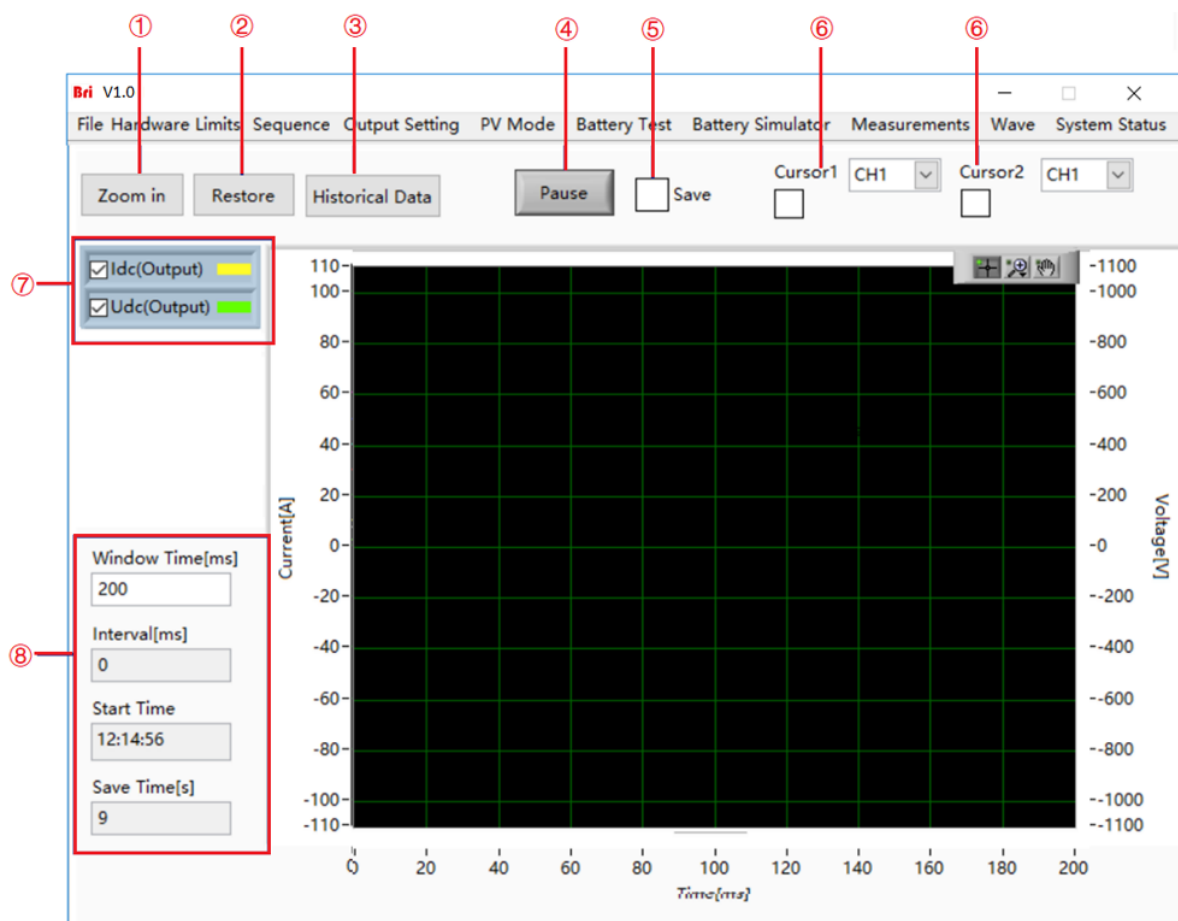 ① ② ③ ④ ⑤ ⑥ ⑥
Bri V1.0
File Hardware Limits Sequence Output Setting PV Mode Battery Test Battery Simulator Measurements Wave System Status
Zoom in Restore Historical Data Pause Save Cursor1 CH1 Cursor2 CH1
⑦
Idc(Output)
Udc(Output)
⑧
Window Time[ms]
200
Interval[ms]
0
Start Time
12:14:56
Save Time[s]
9
Current[A]
110
100
80
60
40
20
0
-20
-40
-60
-80
-100
-110
-1100
-1000
-800
-600
-400
-200
-0
--200
--400
--600
--800
--1000
--1100
Voltage[V]
0 20 40 60 80 100 120 140 160 180 200
Time[ms]